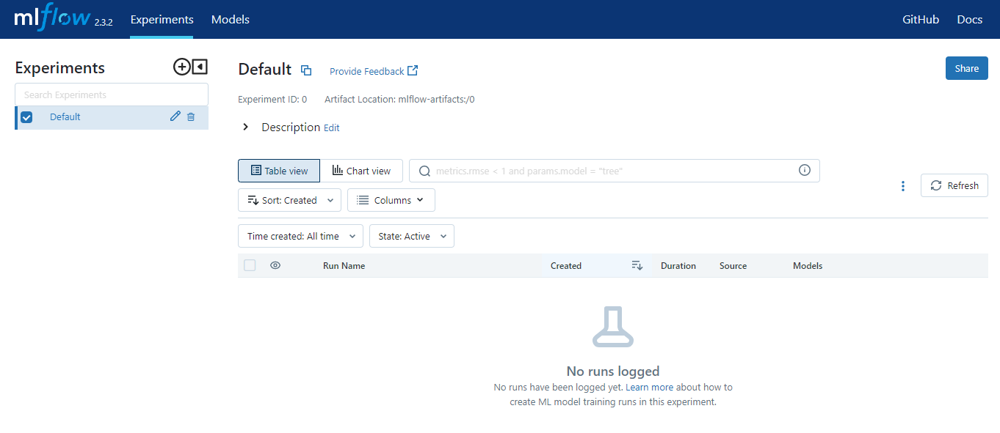 mlflow 2.3.2 Experiments Models GitHub Docs
Experiments
Search Experiments
Default
Default Provide Feedback Share
Experiment ID: 0 Artifact Location: mlflow-artifacts:/0
Description Edit
Table view Chart view metrics.rmse < 1 and params.model = "tree"
Refresh
Sort: Created Columns
Time created: All time State: Active
Run Name Created Duration Source Models
No runs logged
No runs have been logged yet. Learn more about how to
create ML model training runs in this experiment.